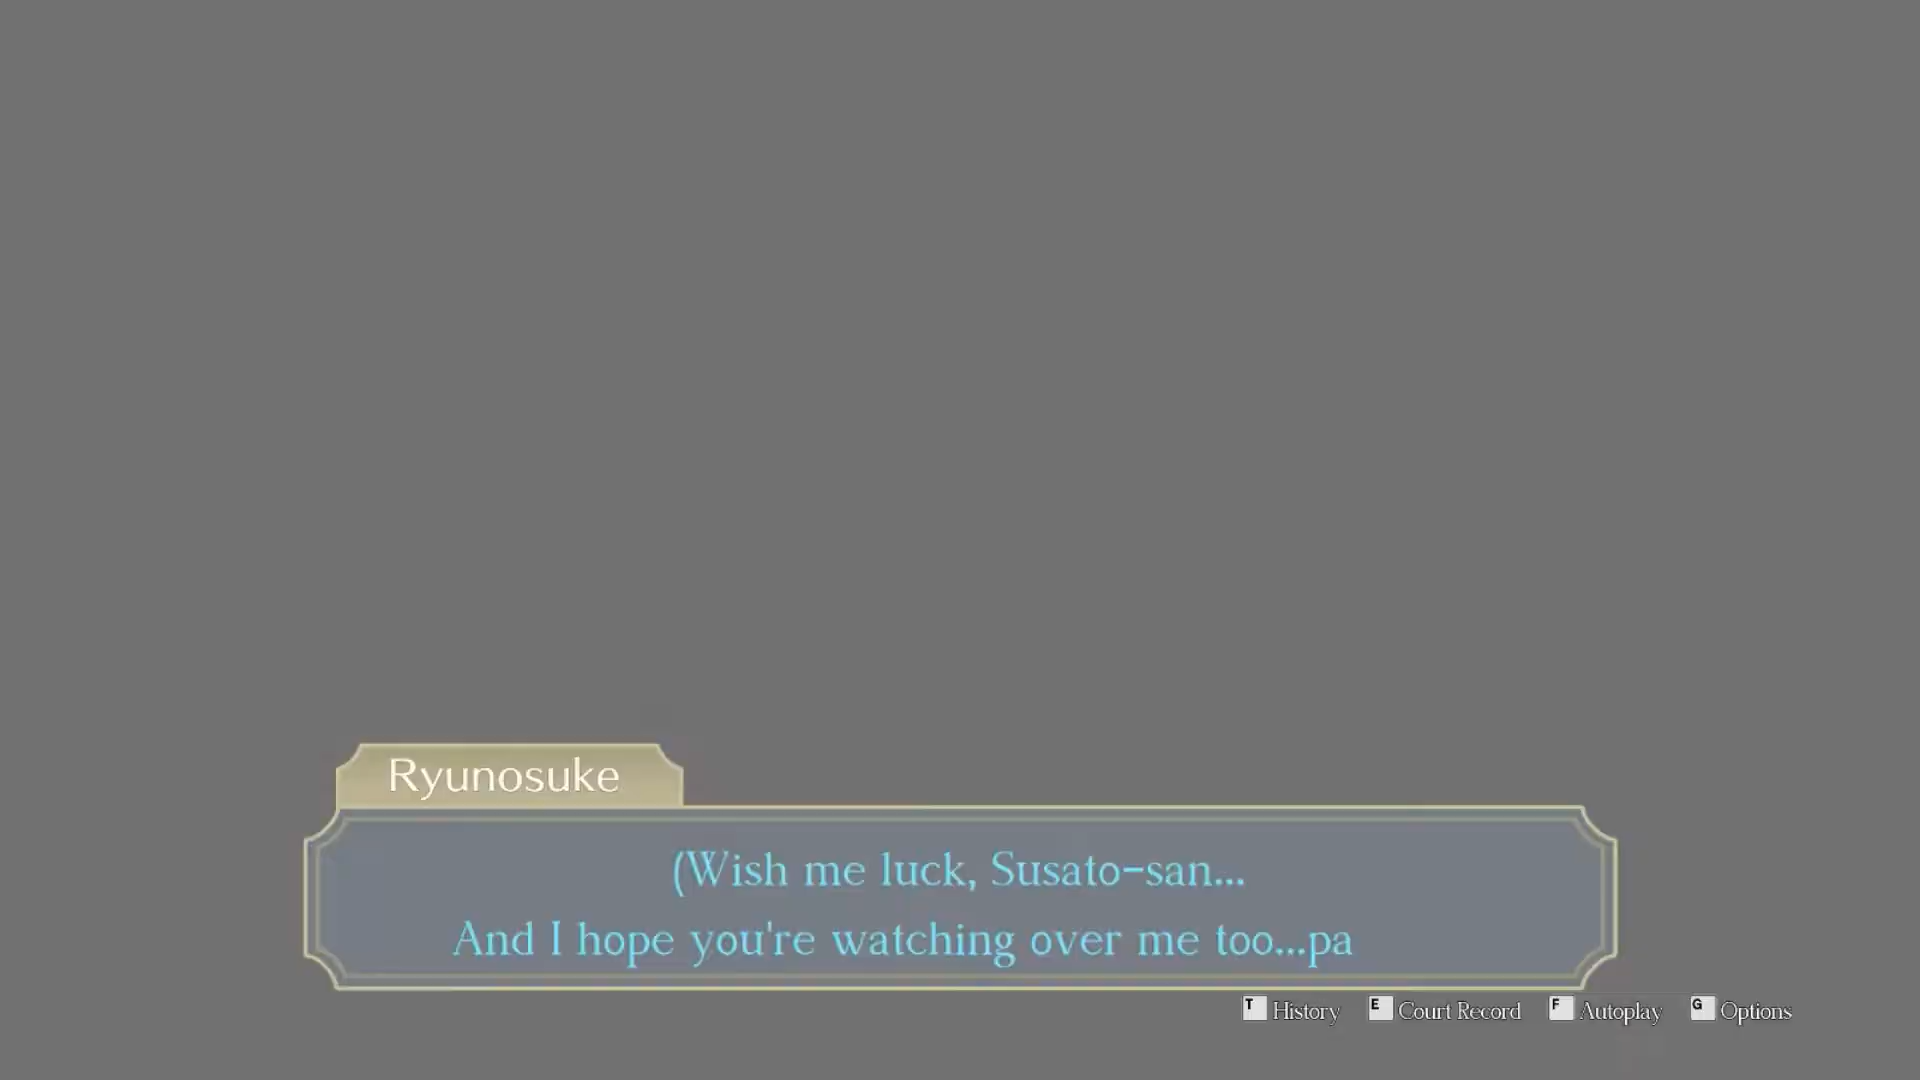 Ryunosuke
(Wish me luck, Susato-san...
And I hope you're watching over me too...pa
T History E Court Record F Autoplay G Options